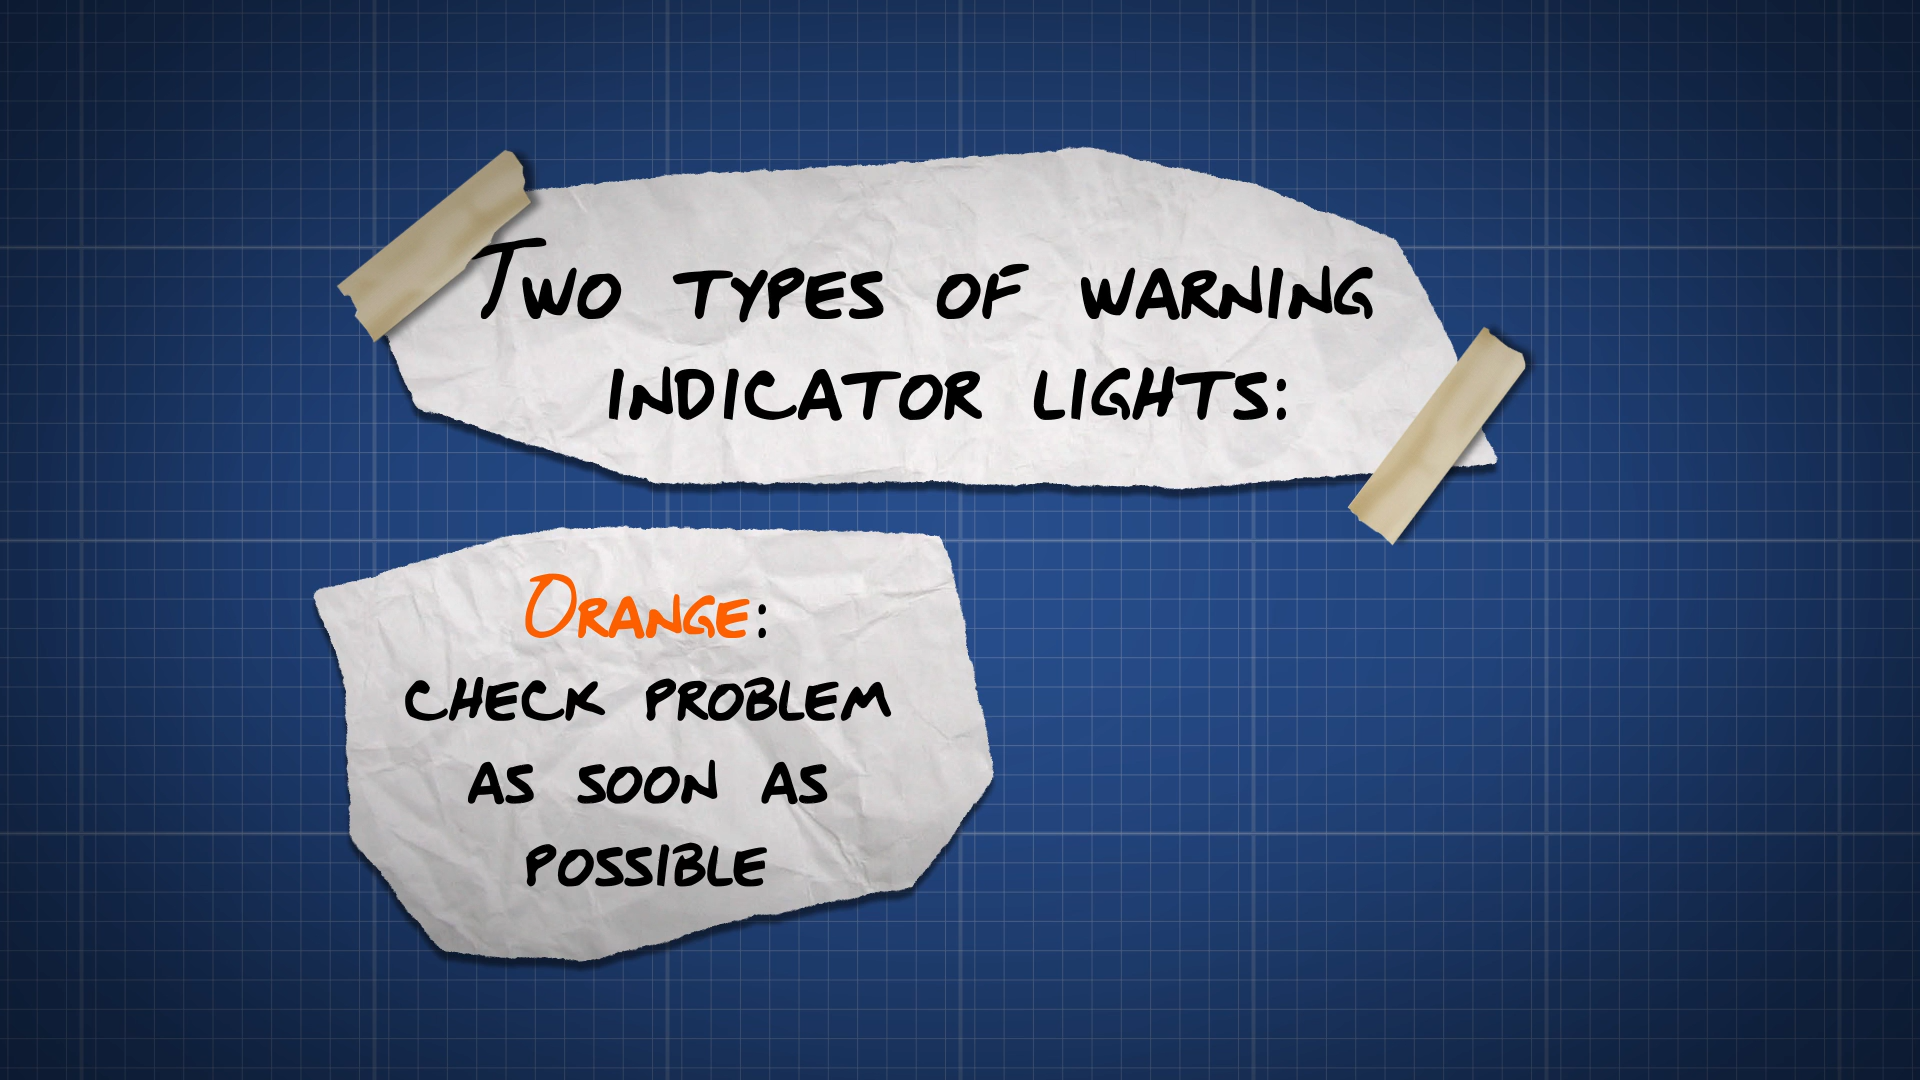 Two types of warning
indicator lights:
Orange:
check problem
as soon as
possible